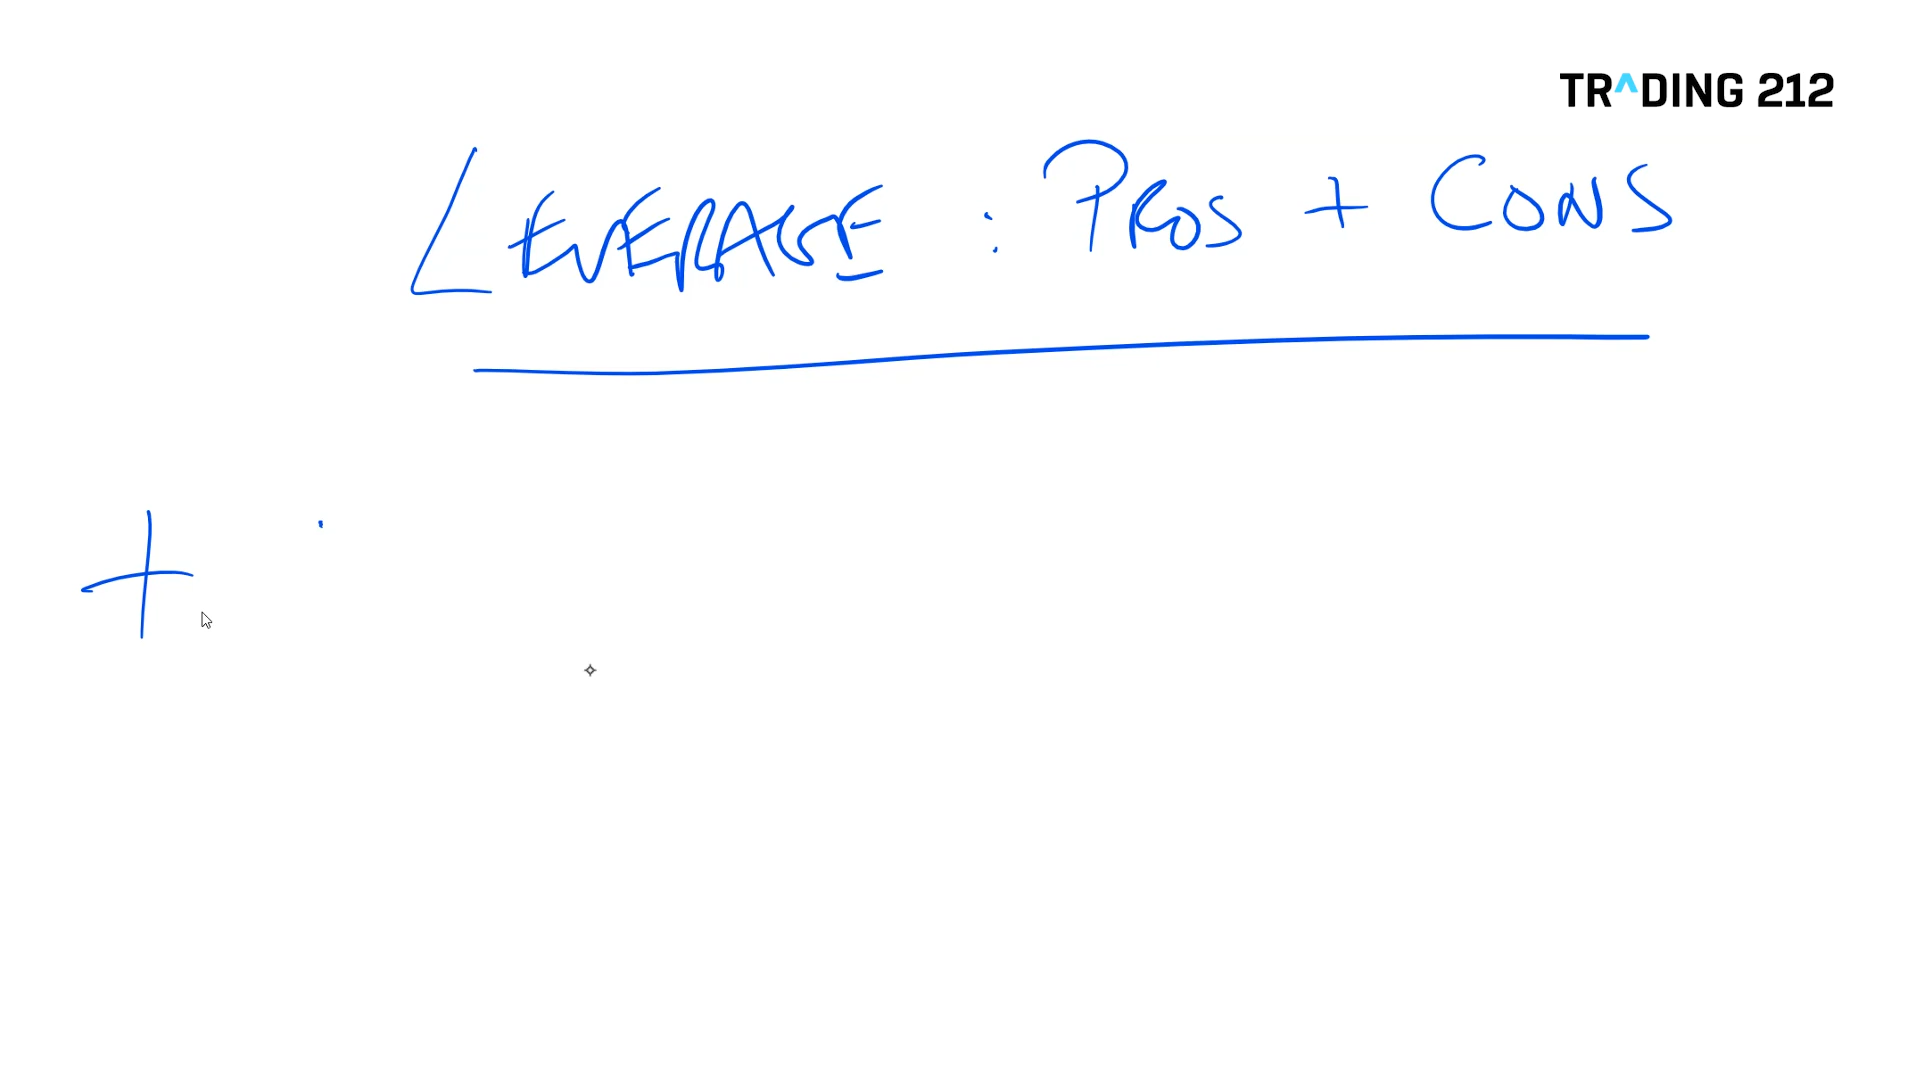 TRADING 212
LEVERAGE : PROS + CONS
+ .